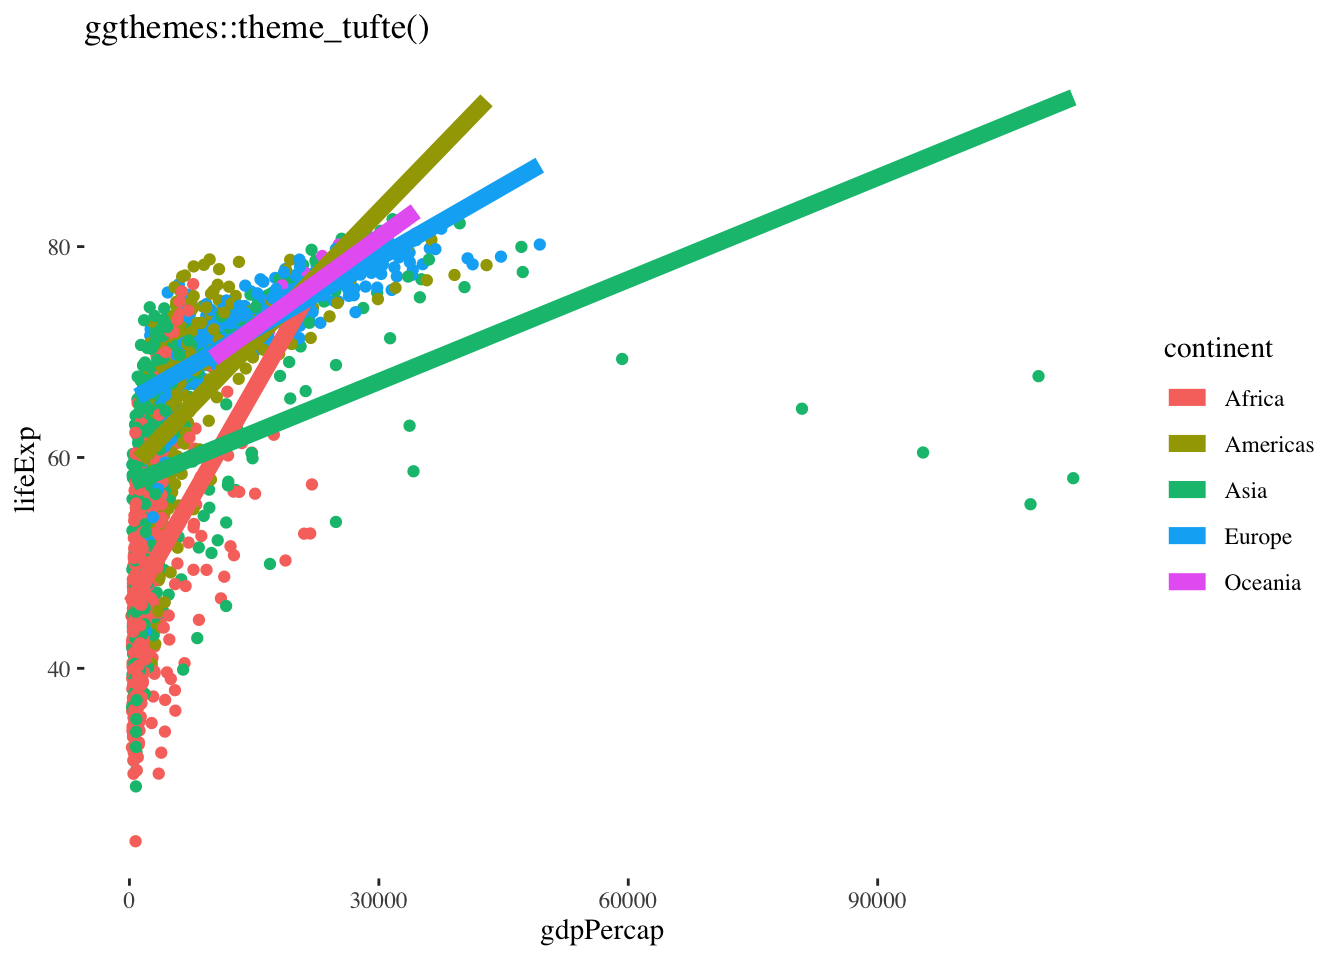 ggthemes::theme_tufte()
80
60
40
lifeExp
0
30000
60000
90000
gdpPercap
continent
Africa
Americas
Asia
Europe
Oceania